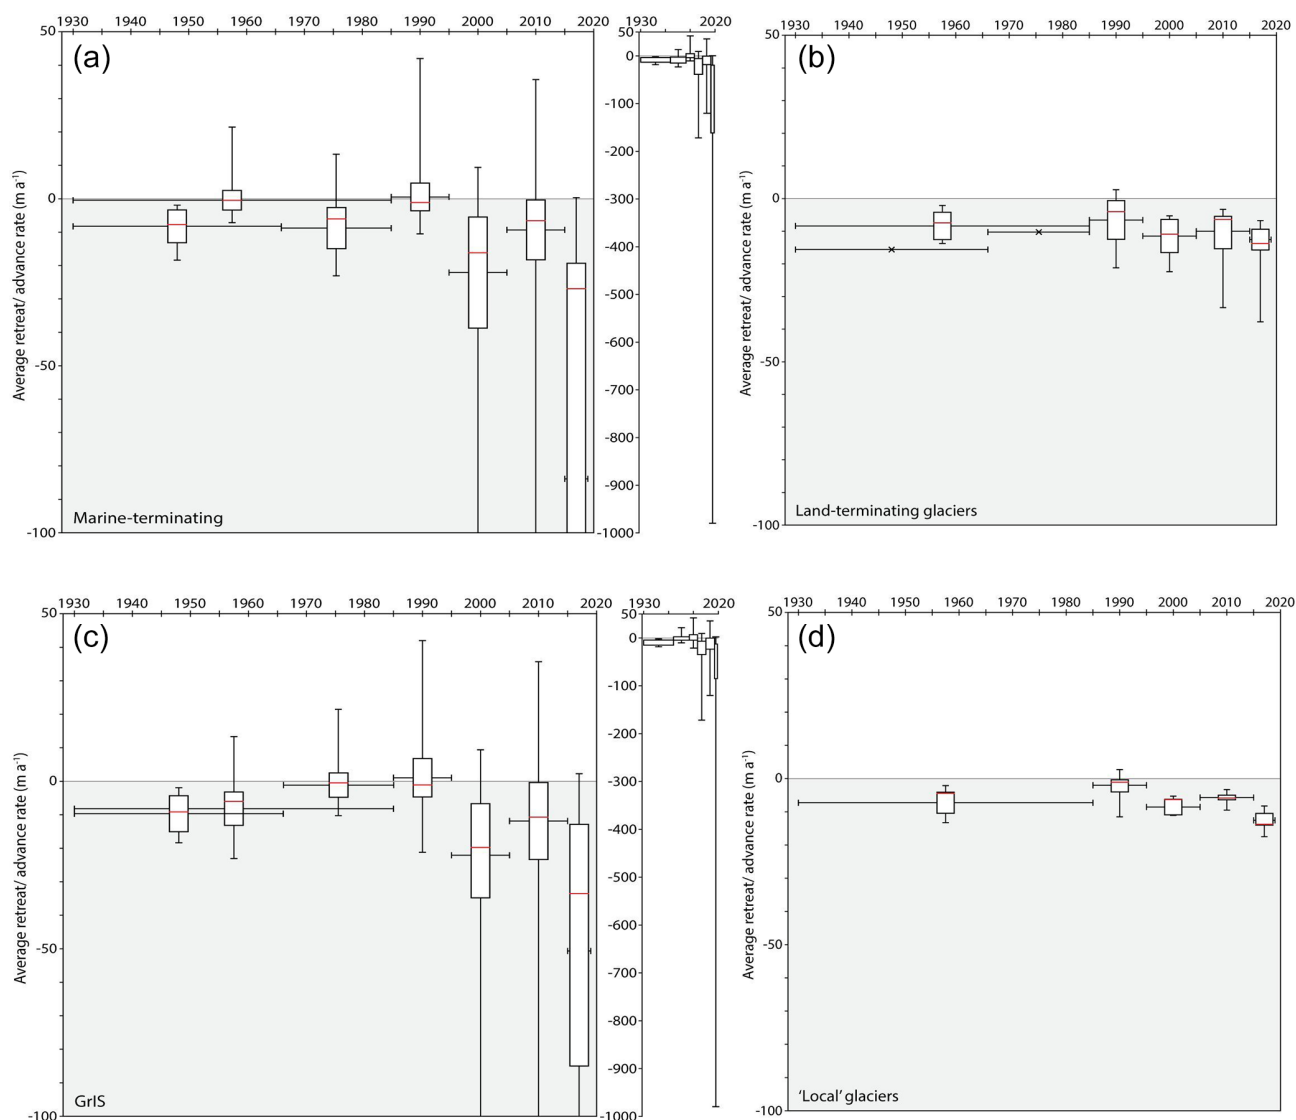 1930 1940 1950 1960 1970 1980 1990 2000 2010 2020
1930 2020
1930 1940 1950 1960 1970 1980 1990 2000 2010 2020
(a)
(b)
Average retreat/ advance rate (m a-1)
50
0
-50
-100
50
0
-100
-200
-300
-400
-500
-600
-700
-800
-900
-1000
Marine-terminating
Average retreat/ advance rate (m a-1)
50
0
-50
-100
Land-terminating glaciers
1930 1940 1950 1960 1970 1980 1990 2000 2010 2020
1930 2020
1930 1940 1950 1960 1970 1980 1990 2000 2010 2020
(c)
(d)
Average retreat/ advance rate (m a-1)
50
0
-50
-100
50
0
-100
-200
-300
-400
-500
-600
-700
-800
-900
-1000
GrIS
Average retreat/ advance rate (m a-1)
50
0
-50
-100
‘Local’ glaciers